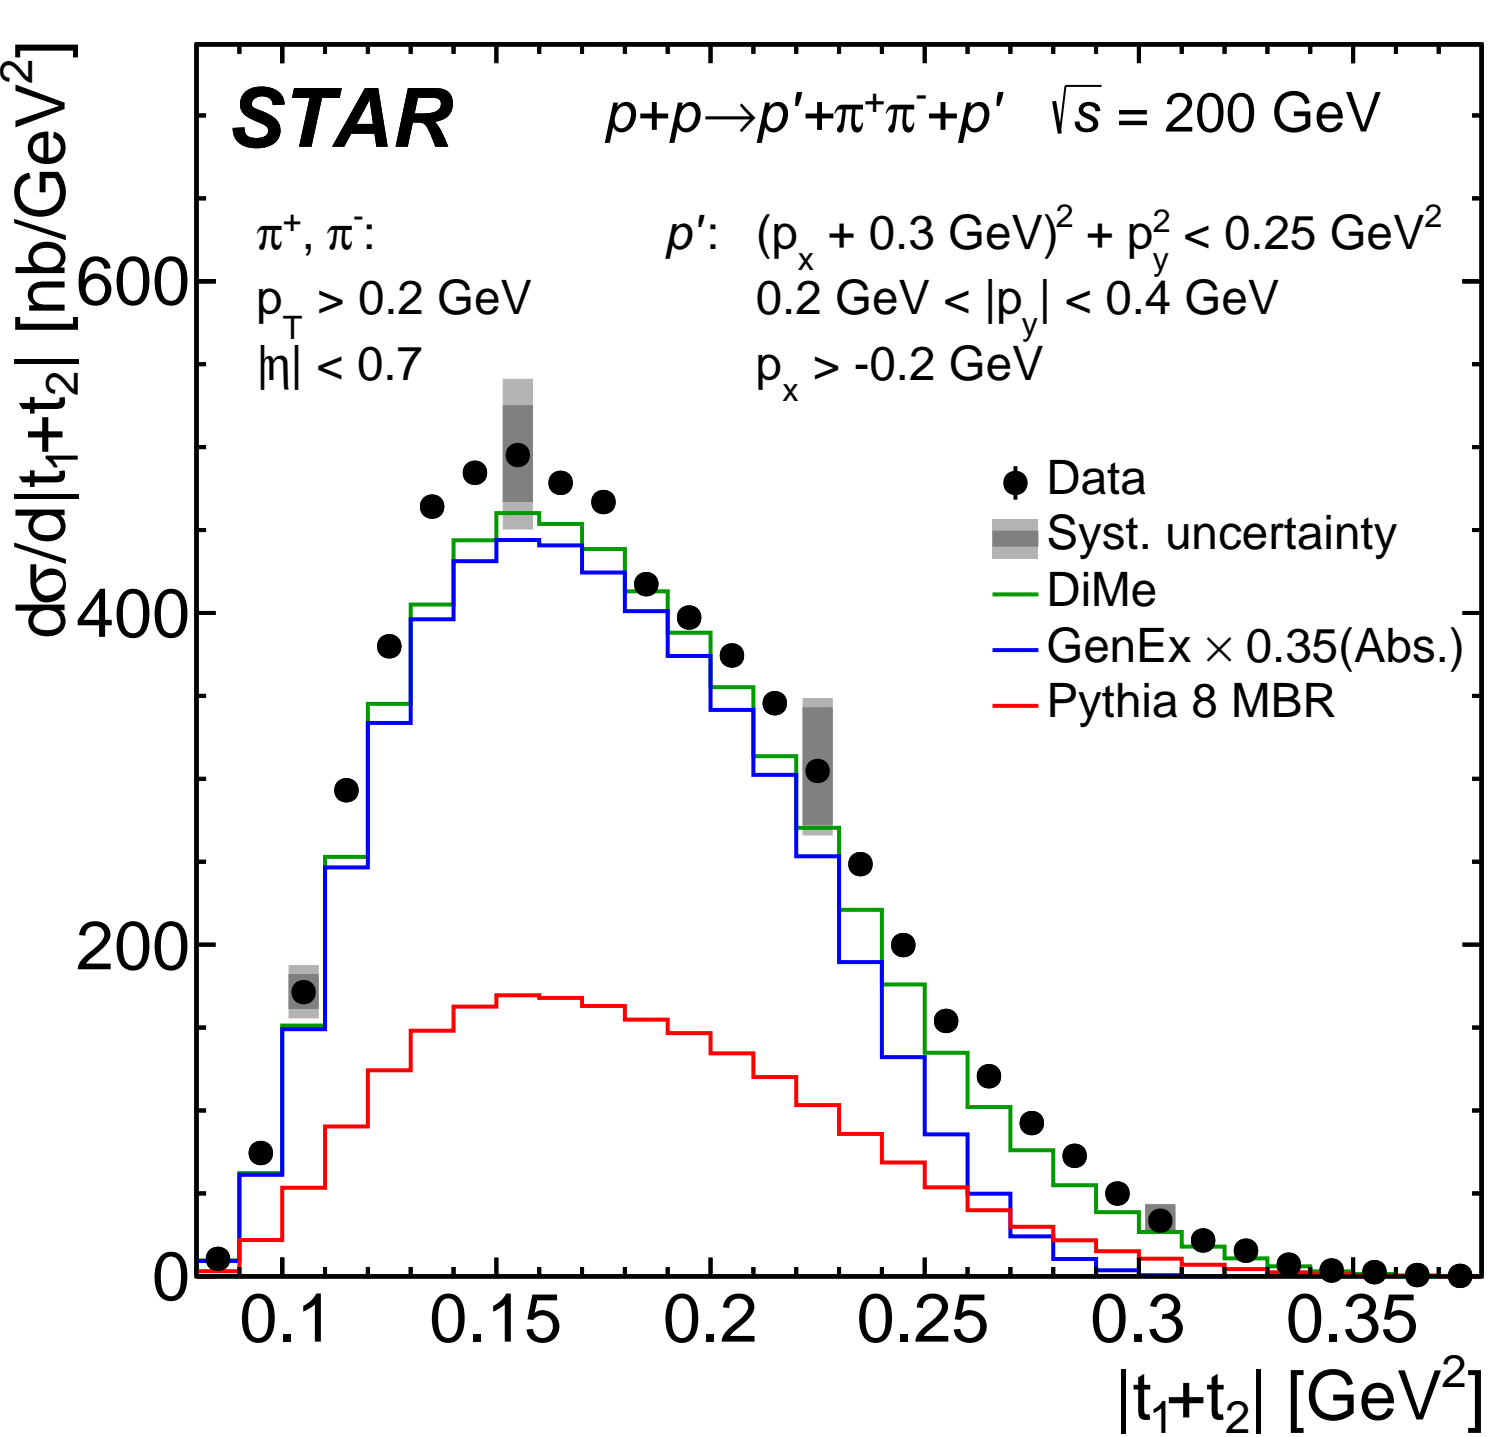 dσ/d|t₁+t₂| [nb/GeV²]
STAR p+p→p′+π⁺π⁻+p′ √s = 200 GeV
π⁺, π⁻: p′: (pₓ + 0.3 GeV)² + p_y² < 0.25 GeV²
p_T > 0.2 GeV 0.2 GeV < |p_y| < 0.4 GeV
|η| < 0.7 pₓ > -0.2 GeV
Data
Syst. uncertainty
DiMe
GenEx × 0.35(Abs.)
Pythia 8 MBR
600
400
200
0
0.1 0.15 0.2 0.25 0.3 0.35
|t₁+t₂| [GeV²]